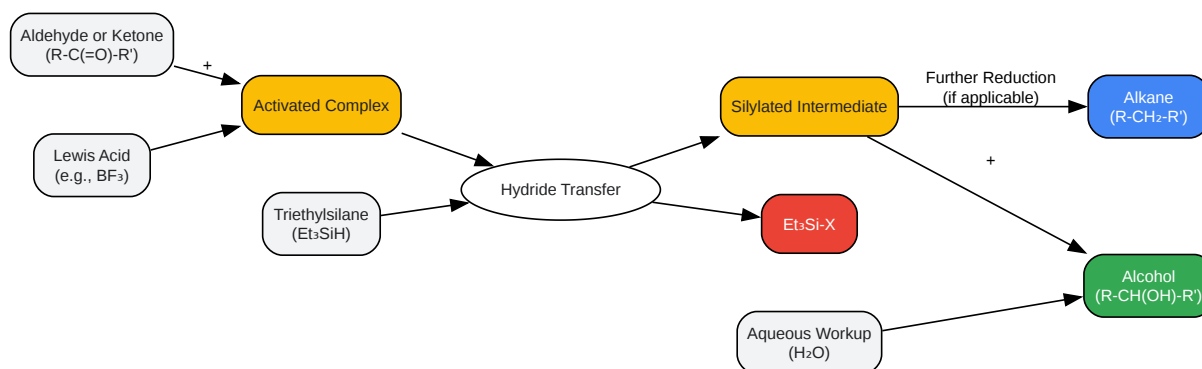 Aldehyde or Ketone
(R-C(=O)-R')
+
Activated Complex
Lewis Acid
(e.g., BF₃)
Triethylsilane
(Et₃SiH)
Hydride Transfer
Silylated Intermediate
Et₃Si-X
Further Reduction
(if applicable)
Alkane
(R-CH₂-R')
+
Aqueous Workup
(H₂O)
Alcohol
(R-CH(OH)-R')